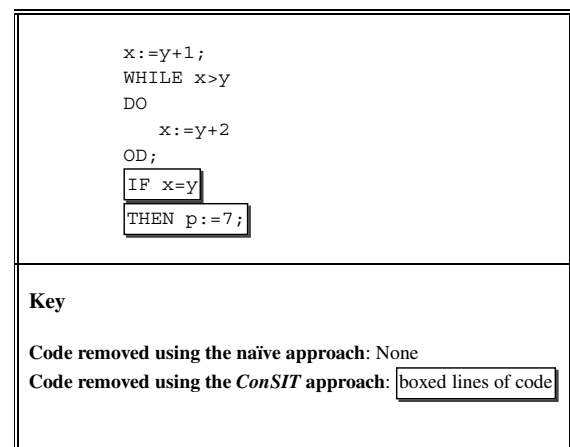 x:=y+1;
WHILE x>y
DO
x:=y+2
OD;
IF x=y
THEN p:=7;
Key
Code removed using the naïve approach: None
Code removed using the ConSIT approach: boxed lines of code